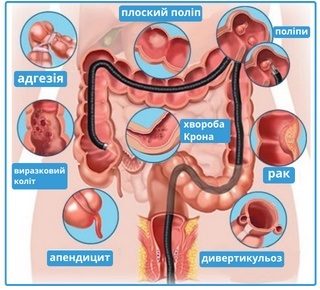 плоский поліп
поліпи
адгезія
хвороба
Крона
виразковий
коліт
рак
апендицит
дивертикульоз